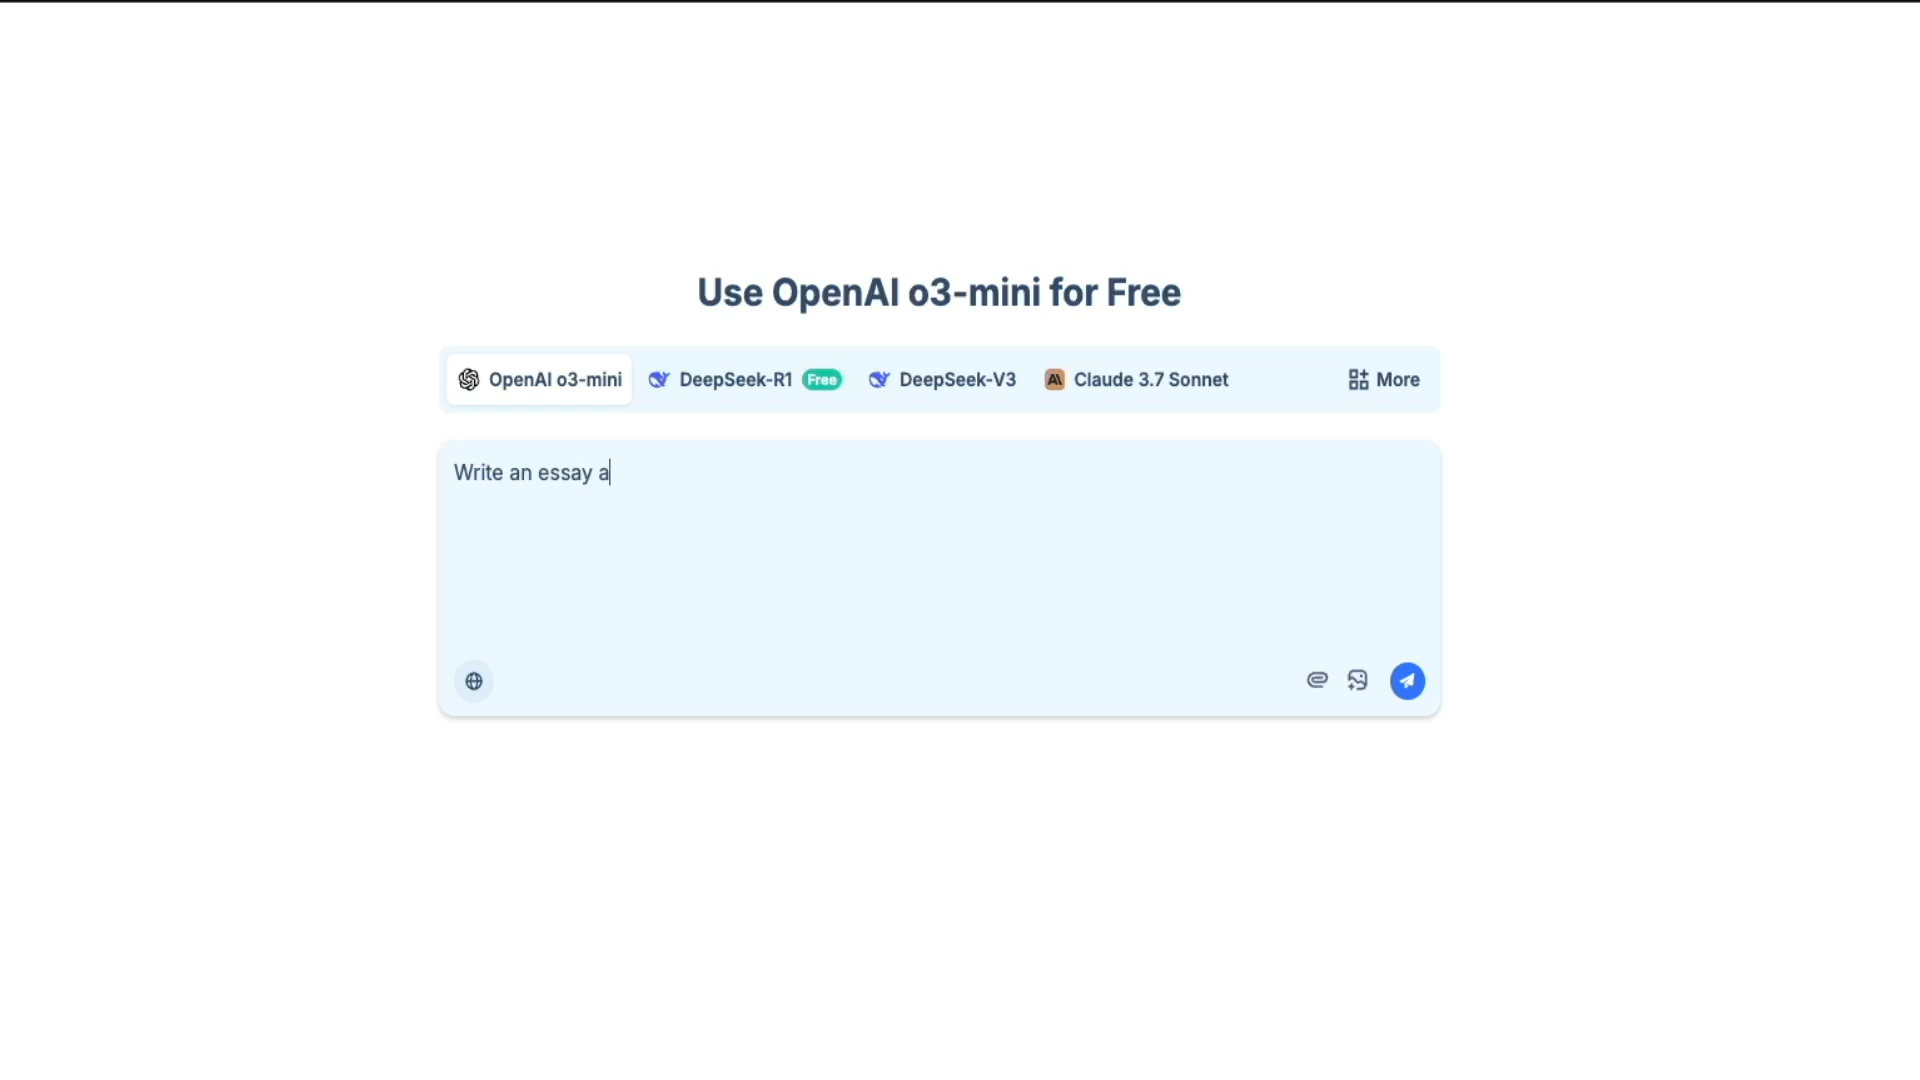 Use OpenAI o3-mini for Free
OpenAI o3-mini DeepSeek-R1 Free DeepSeek-V3 Claude 3.7 Sonnet More
Write an essay a